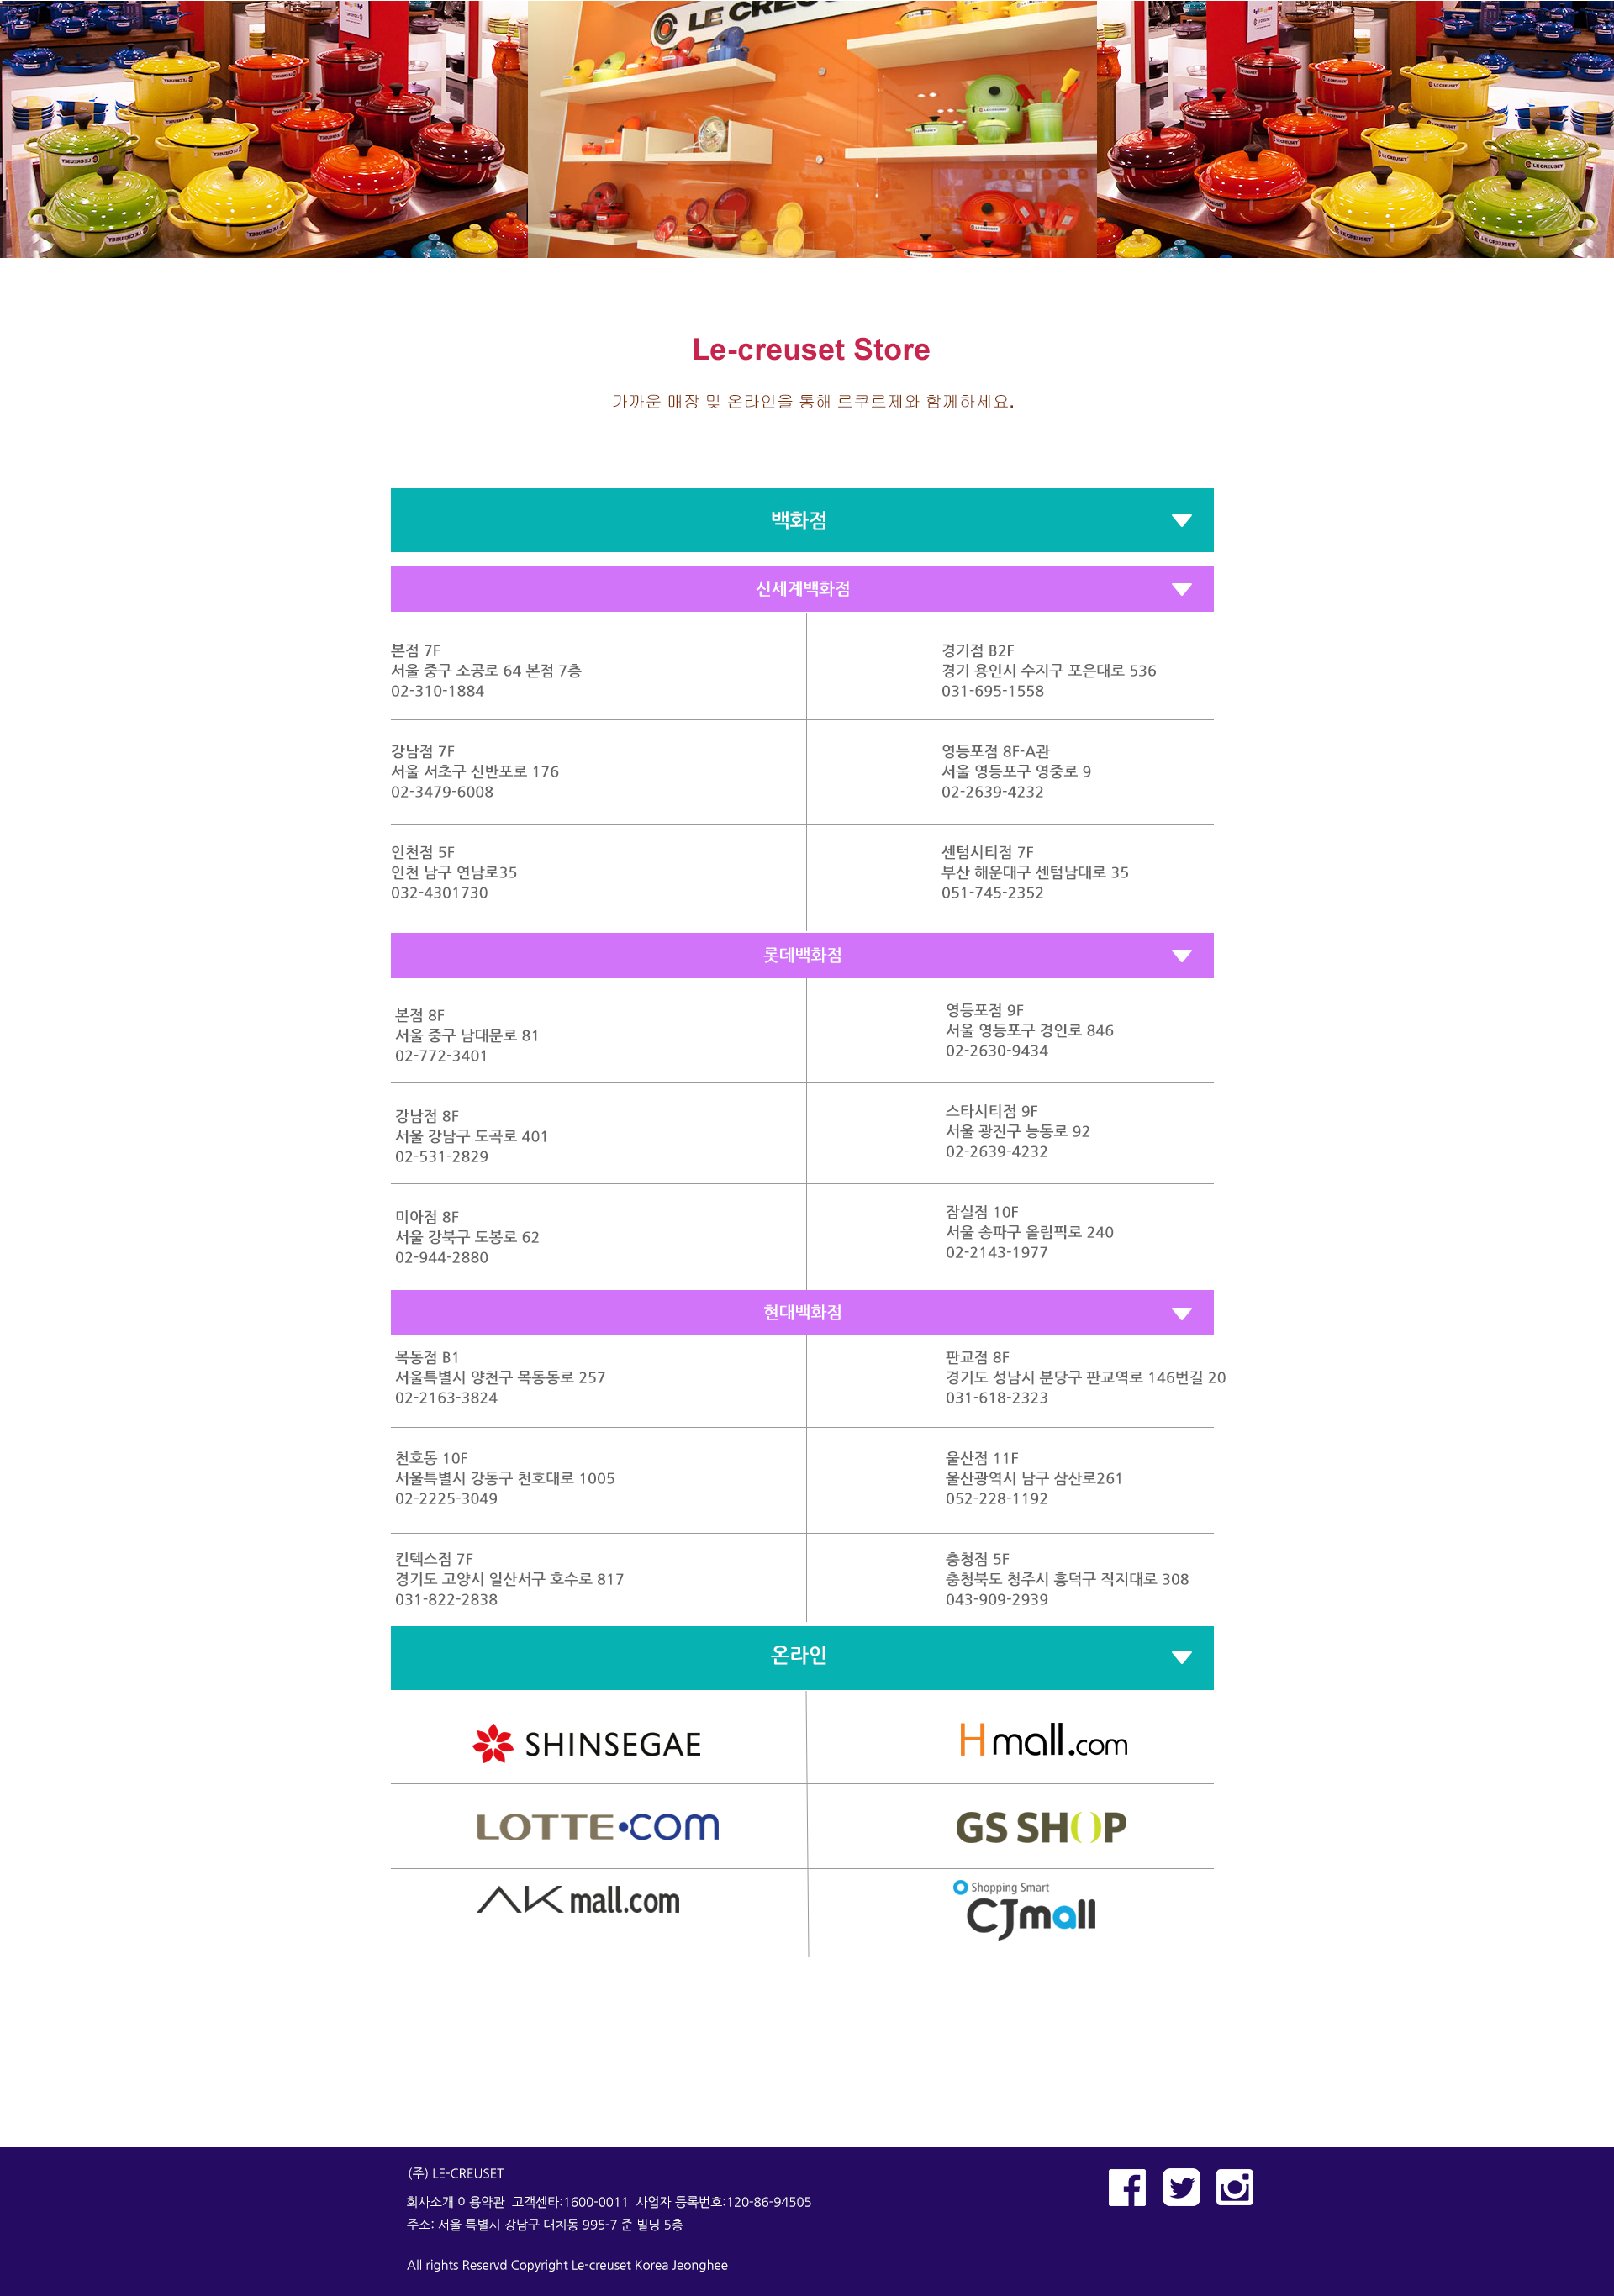 LE CREUSET
Le-creuset Store
가까운 매장 및 온라인을 통해 르쿠르제와 함께하세요.
백화점
신세계백화점
본점 7F
서울 중구 소공로 64 본점 7층
02-310-1884
경기점 B2F
경기 용인시 수지구 포은대로 536
031-695-1558
강남점 7F
서울 서초구 신반포로 176
02-3479-6008
영등포점 8F-A관
서울 영등포구 영중로 9
02-2639-4232
인천점 5F
인천 남구 연남로35
032-4301730
센텀시티점 7F
부산 해운대구 센텀남대로 35
051-745-2352
롯데백화점
본점 8F
서울 중구 남대문로 81
02-772-3401
영등포점 9F
서울 영등포구 경인로 846
02-2630-9434
강남점 8F
서울 강남구 도곡로 401
02-531-2829
스타시티점 9F
서울 광진구 능동로 92
02-2639-4232
미아점 8F
서울 강북구 도봉로 62
02-944-2880
잠실점 10F
서울 송파구 올림픽로 240
02-2143-1977
현대백화점
목동점 B1
서울특별시 양천구 목동동로 257
02-2163-3824
판교점 8F
경기도 성남시 분당구 판교역로 146번길 20
031-618-2323
천호동 10F
서울특별시 강동구 천호대로 1005
02-2225-3049
울산점 11F
울산광역시 남구 삼산로261
052-228-1192
킨텍스점 7F
경기도 고양시 일산서구 호수로 817
031-822-2838
충청점 5F
충청북도 청주시 흥덕구 직지대로 308
043-909-2939
온라인
SHINSEGAE
Hmall.com
LOTTE.com
GS SHOP
AK mall.com
Shopping Smart
CJmall
(주) LE-CREUSET
회사소개 이용약관 고객센타:1600-0011 사업자 등록번호:120-86-94505
주소: 서울 특별시 강남구 대치동 995-7 준 빌딩 5층
All rights Reservd Copyright Le-creuset Korea Jeonghee